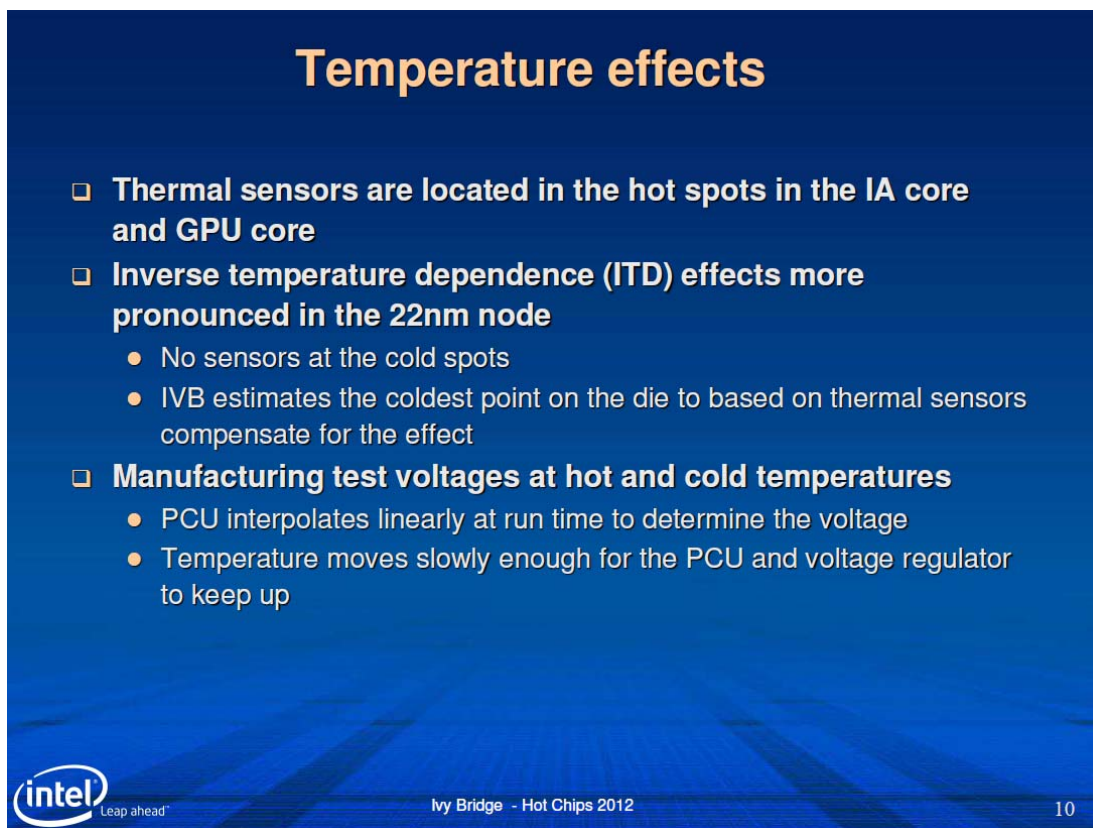 Temperature effects
Thermal sensors are located in the hot spots in the IA core
and GPU core
Inverse temperature dependence (ITD) effects more
pronounced in the 22nm node
No sensors at the cold spots
IVB estimates the coldest point on the die to based on thermal sensors
compensate for the effect
Manufacturing test voltages at hot and cold temperatures
PCU interpolates linearly at run time to determine the voltage
Temperature moves slowly enough for the PCU and voltage regulator
to keep up
intel
Leap ahead™
Ivy Bridge - Hot Chips 2012
10